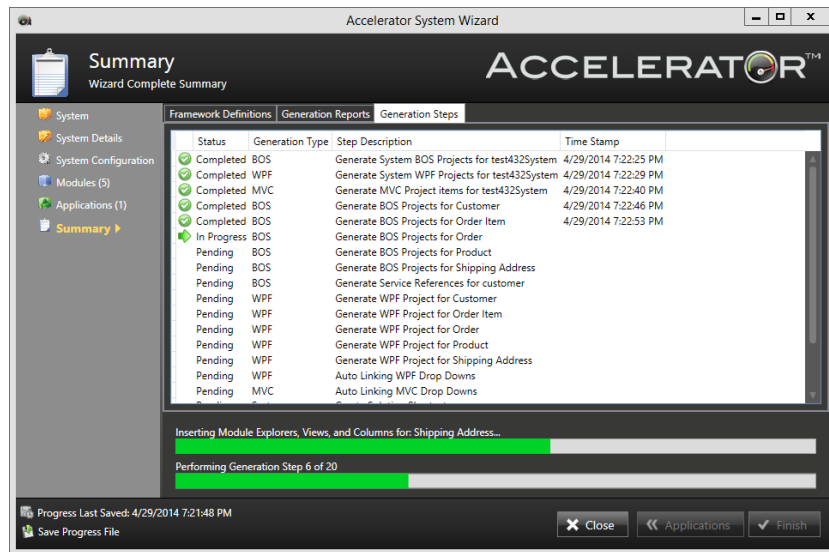 Accelerator System Wizard
Summary
Wizard Complete Summary
ACCELERATOR™
System
System Details
System Configuration
Modules (5)
Applications (1)
Summary
Framework Definitions Generation Reports Generation Steps
Status Generation Type Step Description Time Stamp
Completed BOS Generate System BOS Projects for test432System 4/29/2014 7:22:25 PM
Completed WPF Generate System WPF Projects for test432System 4/29/2014 7:22:29 PM
Completed MVC Generate MVC Project items for test432System 4/29/2014 7:22:40 PM
Completed BOS Generate BOS Projects for Customer 4/29/2014 7:22:46 PM
Completed BOS Generate BOS Projects for Order Item 4/29/2014 7:22:53 PM
In Progress BOS Generate BOS Projects for Order
Pending BOS Generate BOS Projects for Product
Pending BOS Generate BOS Projects for Shipping Address
Pending BOS Generate Service References for customer
Pending WPF Generate WPF Project for Customer
Pending WPF Generate WPF Project for Order Item
Pending WPF Generate WPF Project for Order
Pending WPF Generate WPF Project for Product
Pending WPF Generate WPF Project for Shipping Address
Pending WPF Auto Linking WPF Drop Downs
Pending MVC Auto Linking MVC Drop Downs
Inserting Module Explorers, Views, and Columns for: Shipping Address...
Performing Generation Step 6 of 20
Progress Last Saved: 4/29/2014 7:21:48 PM
Save Progress File
Close
Applications
Finish